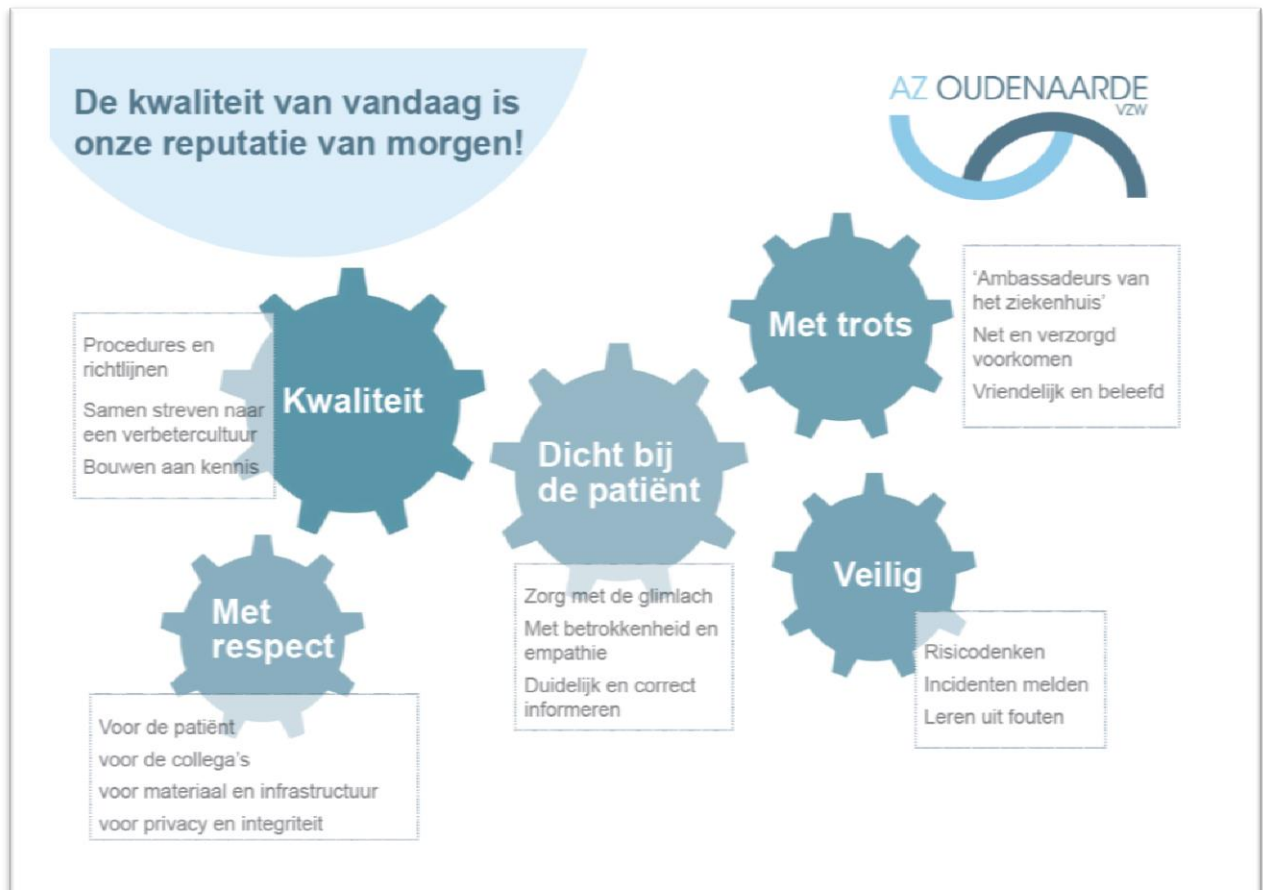 De kwaliteit van vandaag is
onze reputatie van morgen!
AZ OUDENAARDE
VZW
Procedures en
richtlijnen
Samen streven naar
een verbetercultuur
Bouwen aan kennis
Kwaliteit
Met
respect
Voor de patiënt
voor de collega's
voor materiaal en infrastructuur
voor privacy en integriteit
Dicht bij
de patiënt
Zorg met de glimlach
Met betrokkenheid en
empathie
Duidelijk en correct
informeren
Met trots
‘Ambassadeurs van
het ziekenhuis’
Net en verzorgd
voorkomen
Vriendelijk en beleefd
Veilig
Risicodenken
Incidenten melden
Leren uit fouten